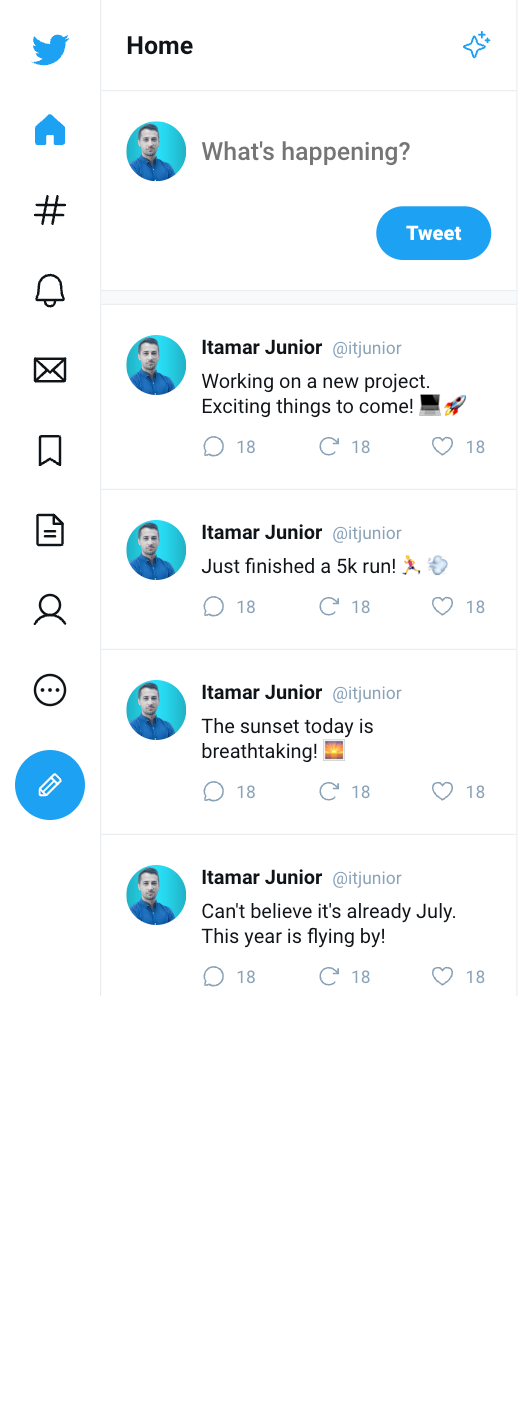 Home
What's happening?
Tweet
Itamar Junior @itjunior
Working on a new project.
Exciting things to come! 💻🚀
18 18 18
Itamar Junior @itjunior
Just finished a 5k run! 🏃‍♀️💨
18 18 18
Itamar Junior @itjunior
The sunset today is
breathtaking! 🌅
18 18 18
Itamar Junior @itjunior
Can't believe it's already July.
This year is flying by!
18 18 18